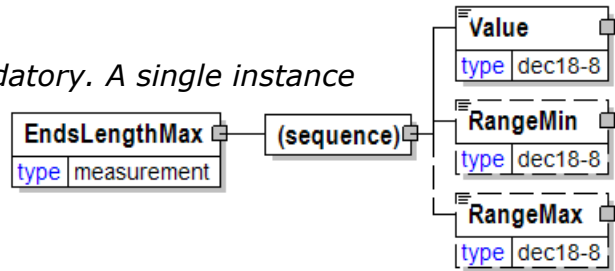 Value
type dec18-8
datory. A single instance
EndsLengthMax
type measurement
(sequence)
RangeMin
type dec18-8
RangeMax
type dec18-8